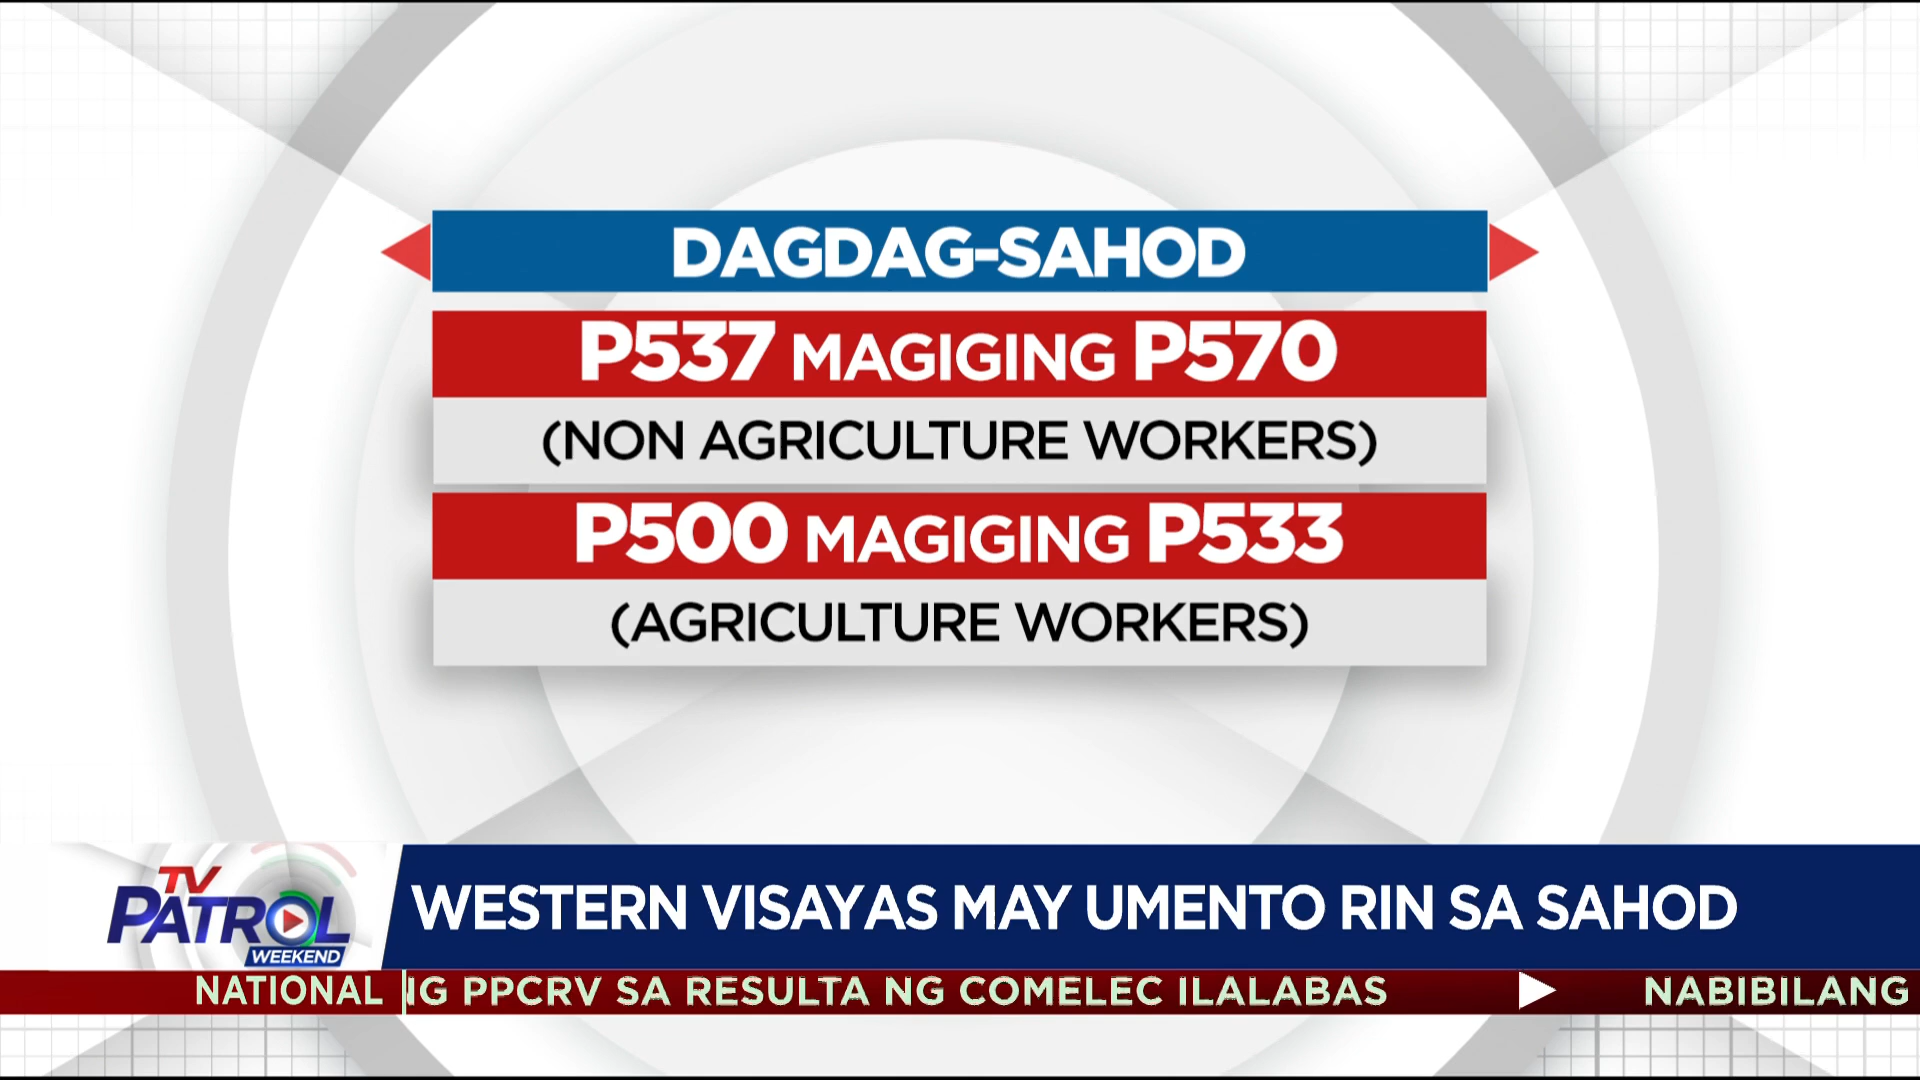 DAGDAG-SAHOD
P537 MAGIGING P570
(NON AGRICULTURE WORKERS)
P500 MAGIGING P533
(AGRICULTURE WORKERS)
TV
PATROL
WEEKEND
WESTERN VISAYAS MAY UMENTO RIN SA SAHOD
NATIONAL NG PPCRV SA RESULTA NG COMELEC ILALABAS NABIBILANG